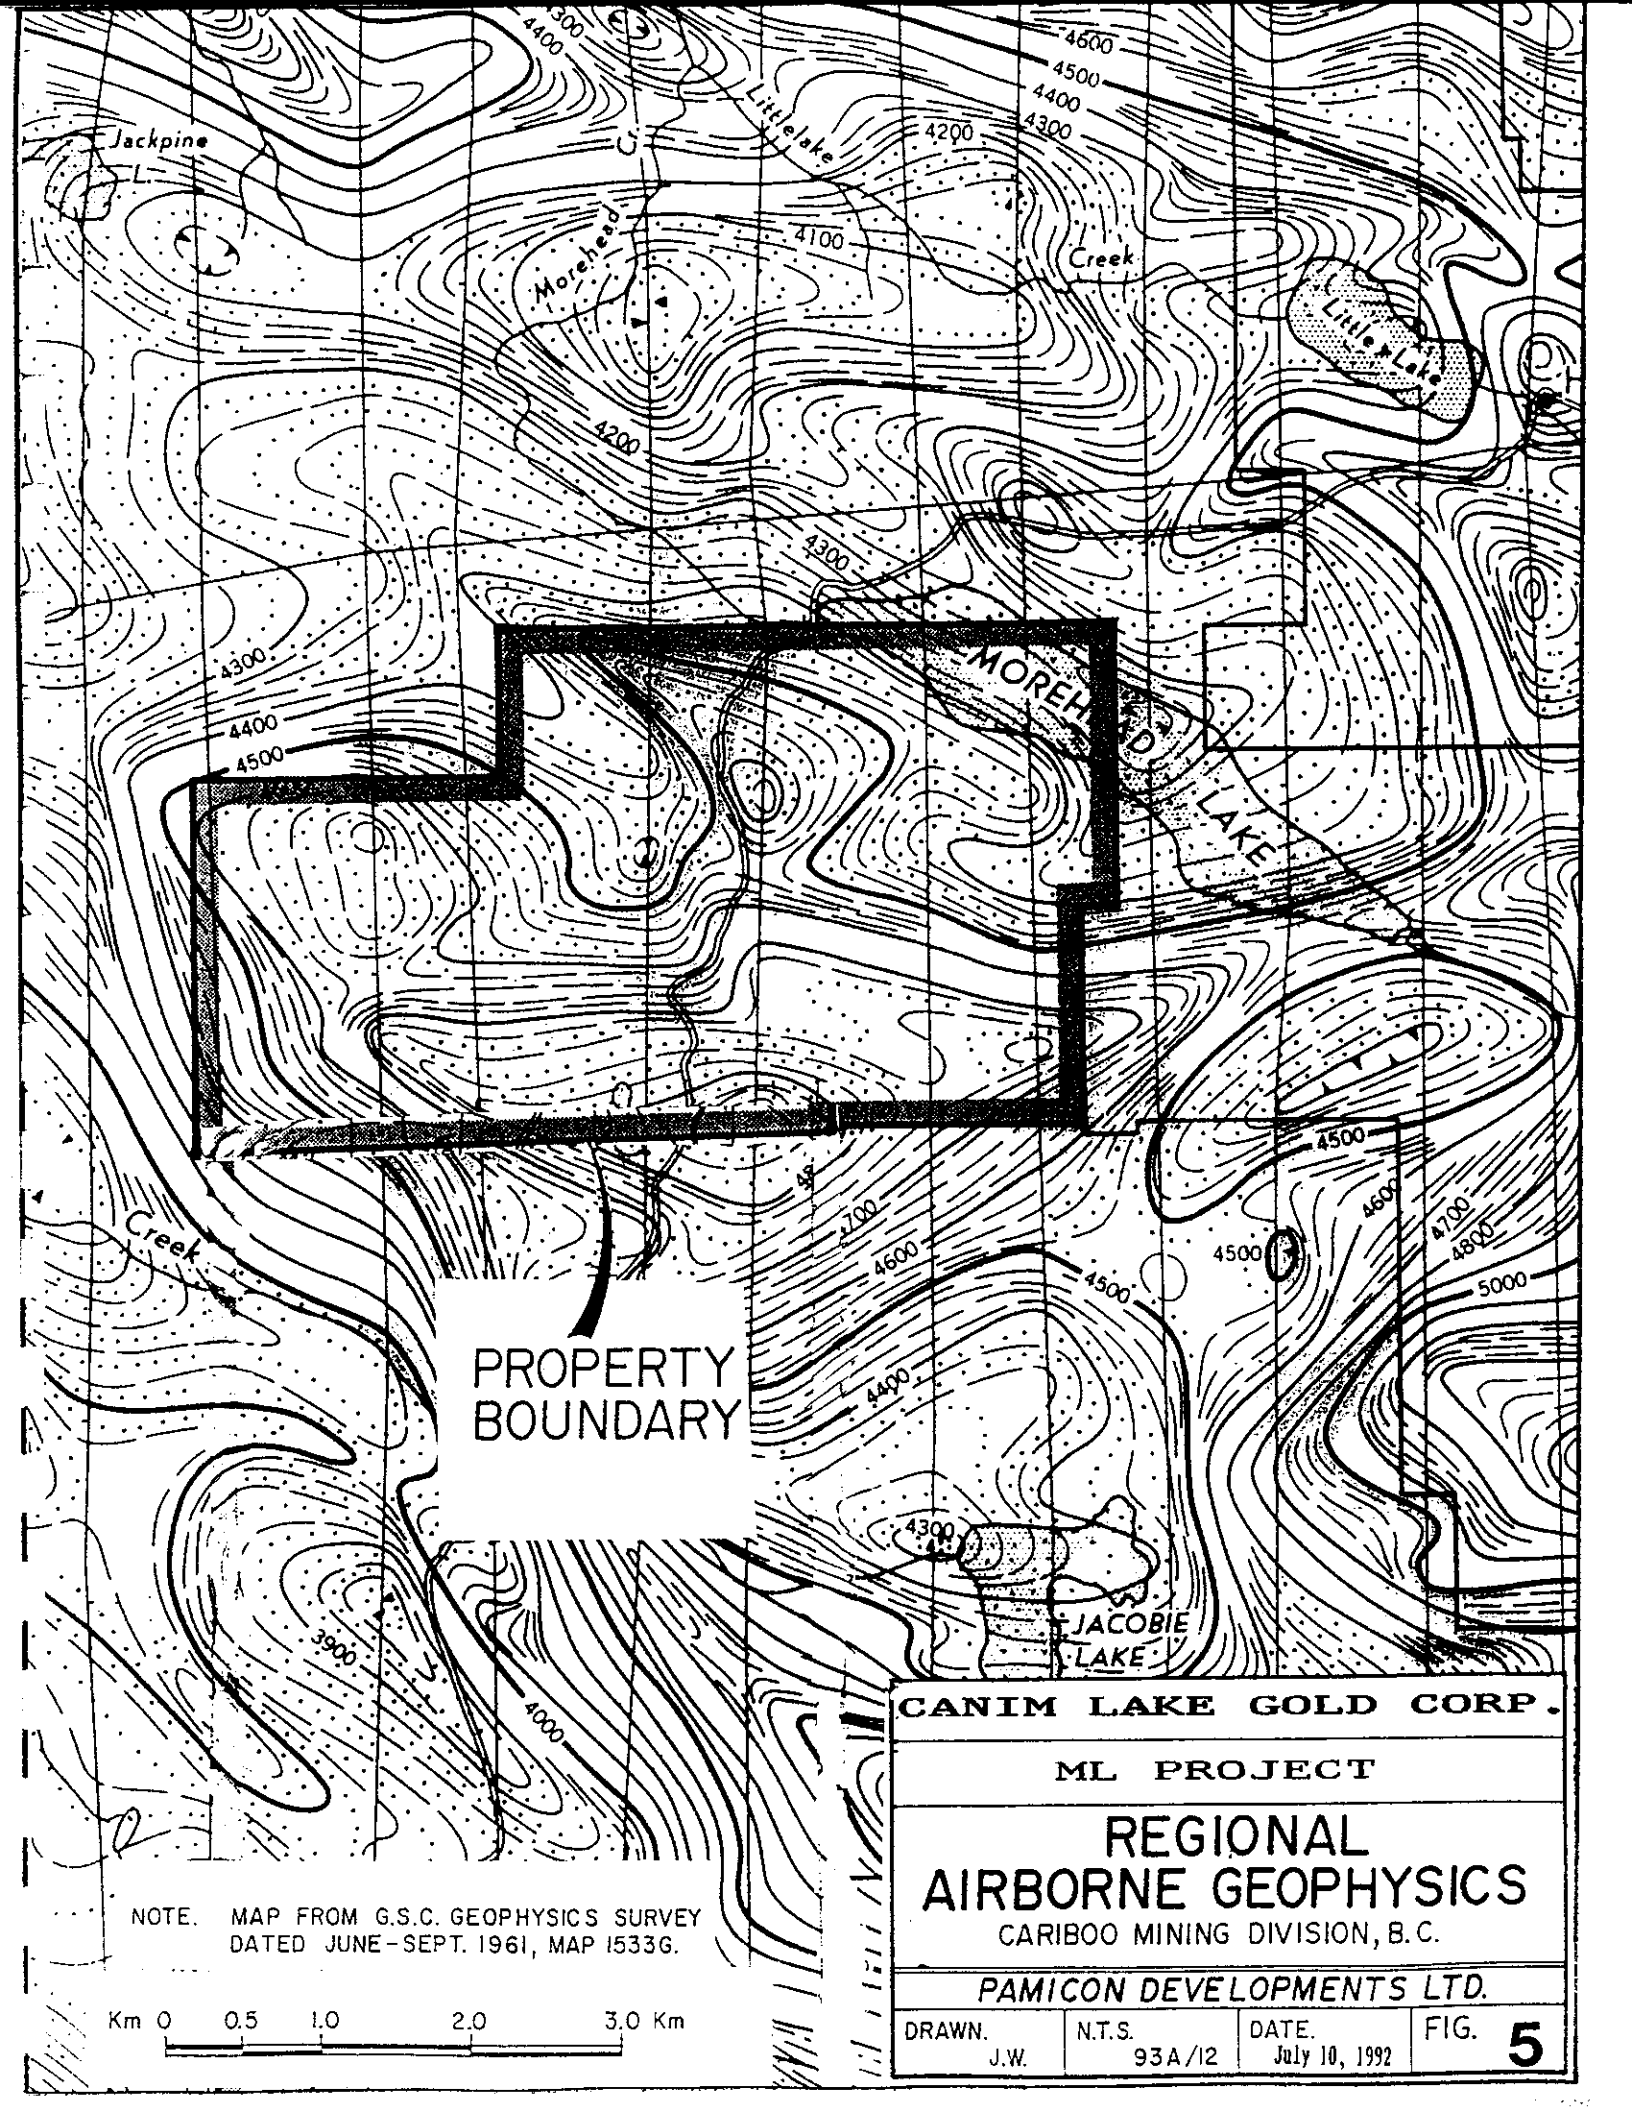 4300
4400
4600
4500
4400
4300
4200
Jackpine
L.
Cr.
Littlelake
Morehead
4100
Creek
Little Lake
4200
4300
4300
4400
4500
MOREHEAD
LAKE
4500
4600
4700
4800
5000
Creek
4600
4500
4500
4400
PROPERTY
BOUNDARY
4300
JACOBIE
LAKE
3900
4000
CANIM LAKE GOLD CORP.
ML PROJECT
REGIONAL
AIRBORNE GEOPHYSICS
CARIBOO MINING DIVISION, B.C.
PAMICON DEVELOPMENTS LTD.
DRAWN.
J.W.
N.T.S.
93A/12
DATE.
July 10, 1992
FIG.
5
NOTE. MAP FROM G.S.C. GEOPHYSICS SURVEY
DATED JUNE-SEPT. 1961, MAP 1533G.
Km 0 0.5 1.0 2.0 3.0 Km